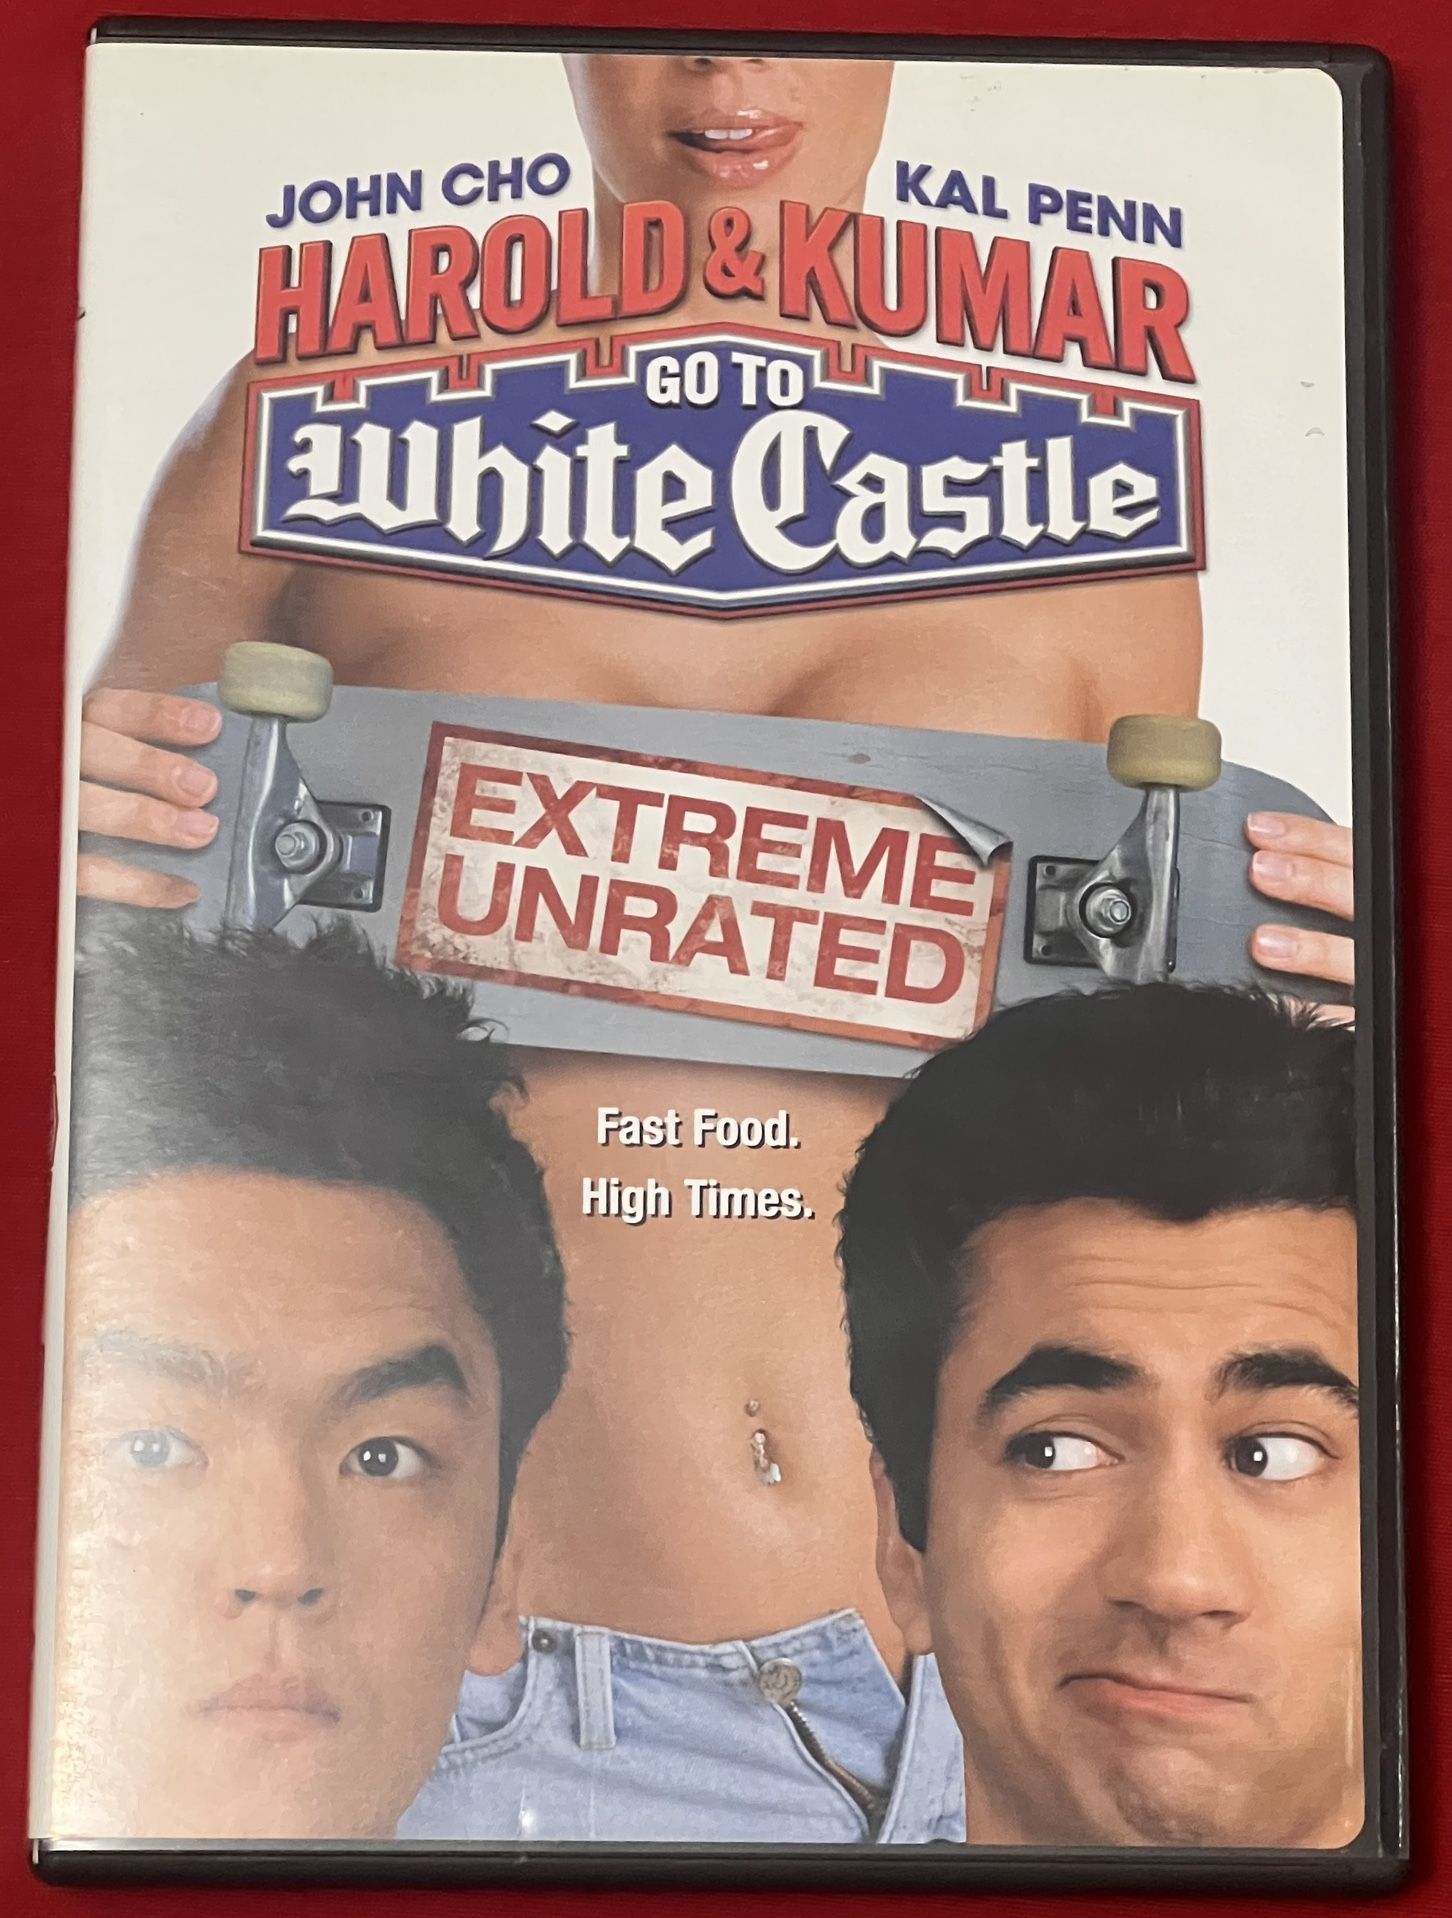 JOHN CHO
KAL PENN
HAROLD & KUMAR
GO TO
White Castle
EXTREME
UNRATED
Fast Food.
High Times.